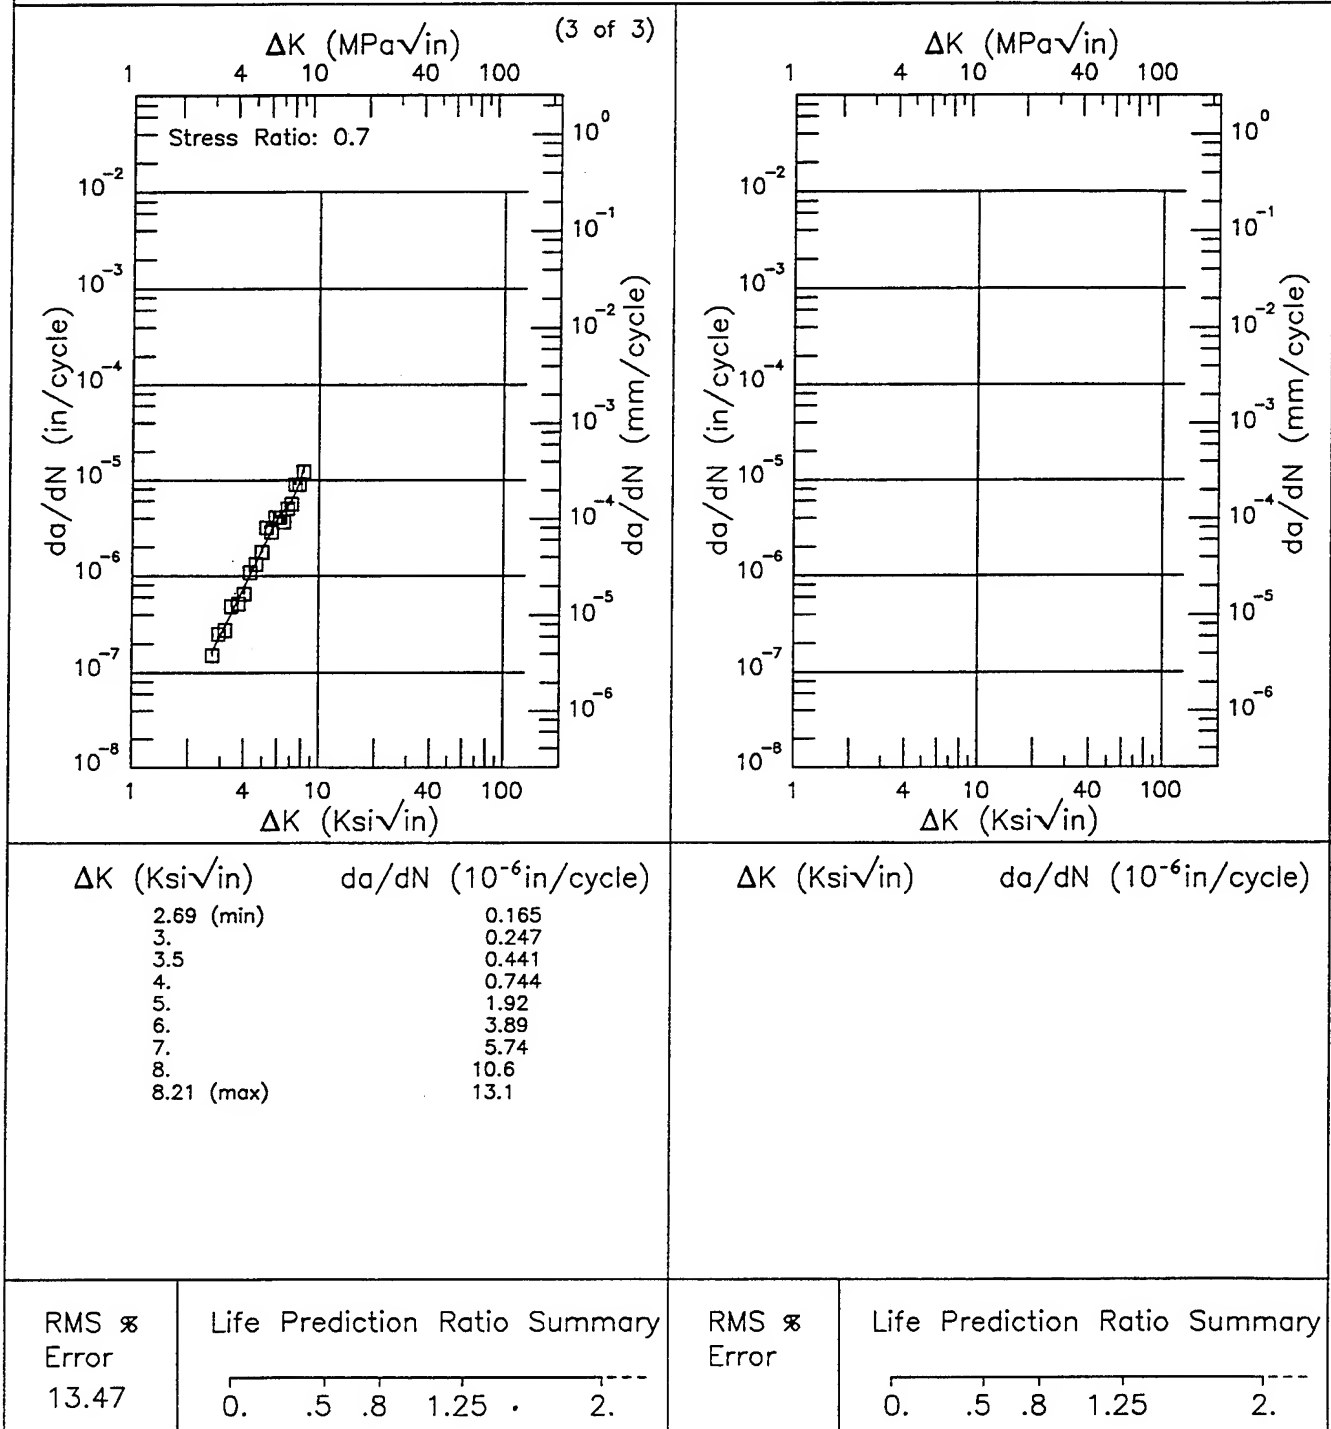 (3 of 3)
ΔK (MPa√in)
1 4 10 40 100
Stress Ratio: 0.7
da/dN (in/cycle)
10⁻²
10⁻³
10⁻⁴
10⁻⁵
10⁻⁶
10⁻⁷
10⁻⁸
10⁰
10⁻¹
10⁻²
10⁻³
10⁻⁴
10⁻⁵
10⁻⁶
da/dN (mm/cycle)
1 4 10 40 100
ΔK (Ksi√in)
ΔK (MPa√in)
1 4 10 40 100
da/dN (in/cycle)
10⁻²
10⁻³
10⁻⁴
10⁻⁵
10⁻⁶
10⁻⁷
10⁻⁸
10⁰
10⁻¹
10⁻²
10⁻³
10⁻⁴
10⁻⁵
10⁻�6
da/dN (mm/cycle)
1 4 10 40 100
ΔK (Ksi√in)
ΔK (Ksi√in) da/dN (10⁻⁶in/cycle)
2.69 (min) 0.165
3. 0.247
3.5 0.441
4. 0.744
5. 1.92
6. 3.89
7. 5.74
8. 10.6
8.21 (max) 13.1
ΔK (Ksi√in) da/dN (10⁻⁶in/cycle)
RMS %
Error
13.47
Life Prediction Ratio Summary
0. .5 .8 1.25 2.
RMS %
Error
Life Prediction Ratio Summary
0. .5 .8 1.25 2.